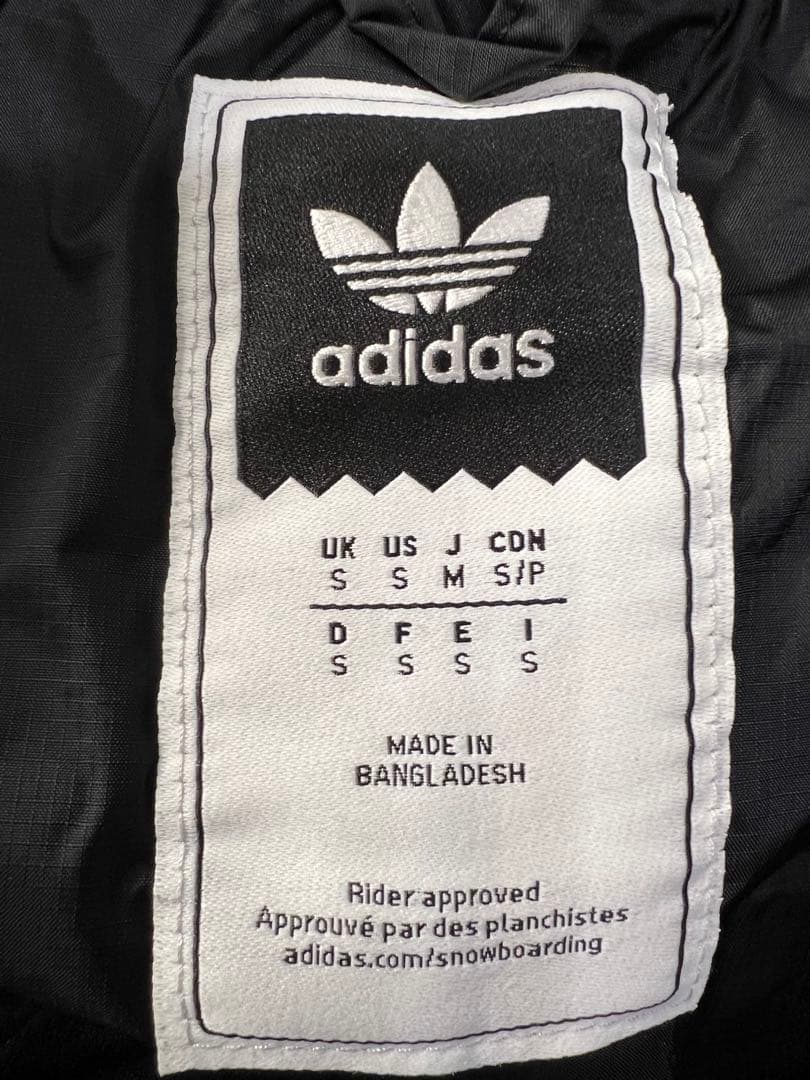 adidas
UK US J CDN
S S M S/P
D F E I
S S S S
MADE IN
BANGLADESH
Rider approved
Approuvé par des planchistes
adidas.com/snowboarding